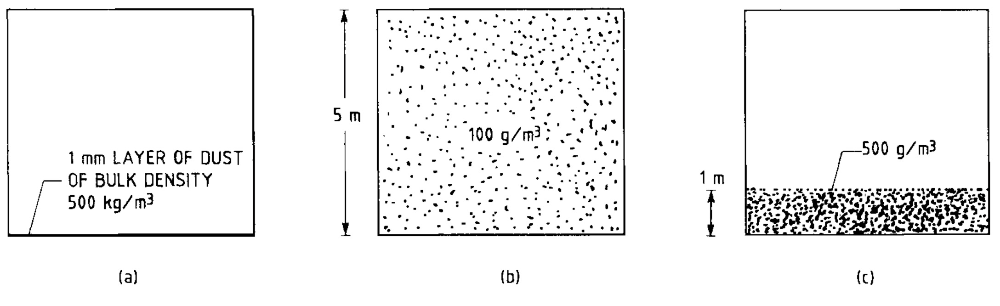 1 mm LAYER OF DUST
OF BULK DENSITY
500 kg/m³
(a)
5 m
100 g/m³
(b)
500 g/m³
1 m
(c)